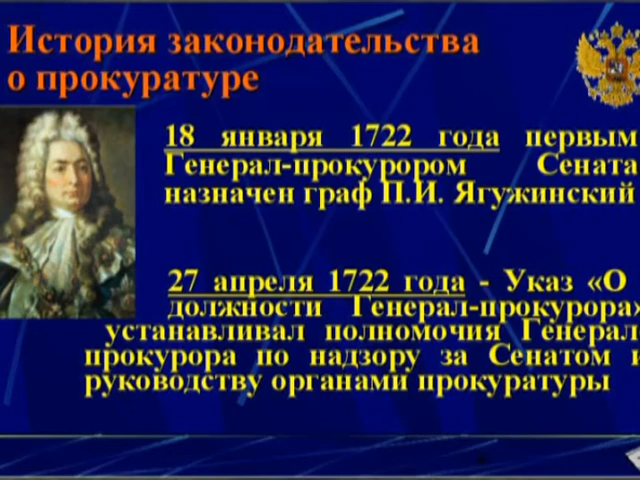 История законодательства
о прокуратуре
18 января 1722 года первым
Генерал-прокурором Сената
назначен граф П.И. Ягужинский
27 апреля 1722 года - Указ «О
должности Генерал-прокурора»
устанавливал полномочия Генерал
прокурора по надзору за Сенатом и
руководству органами прокуратуры